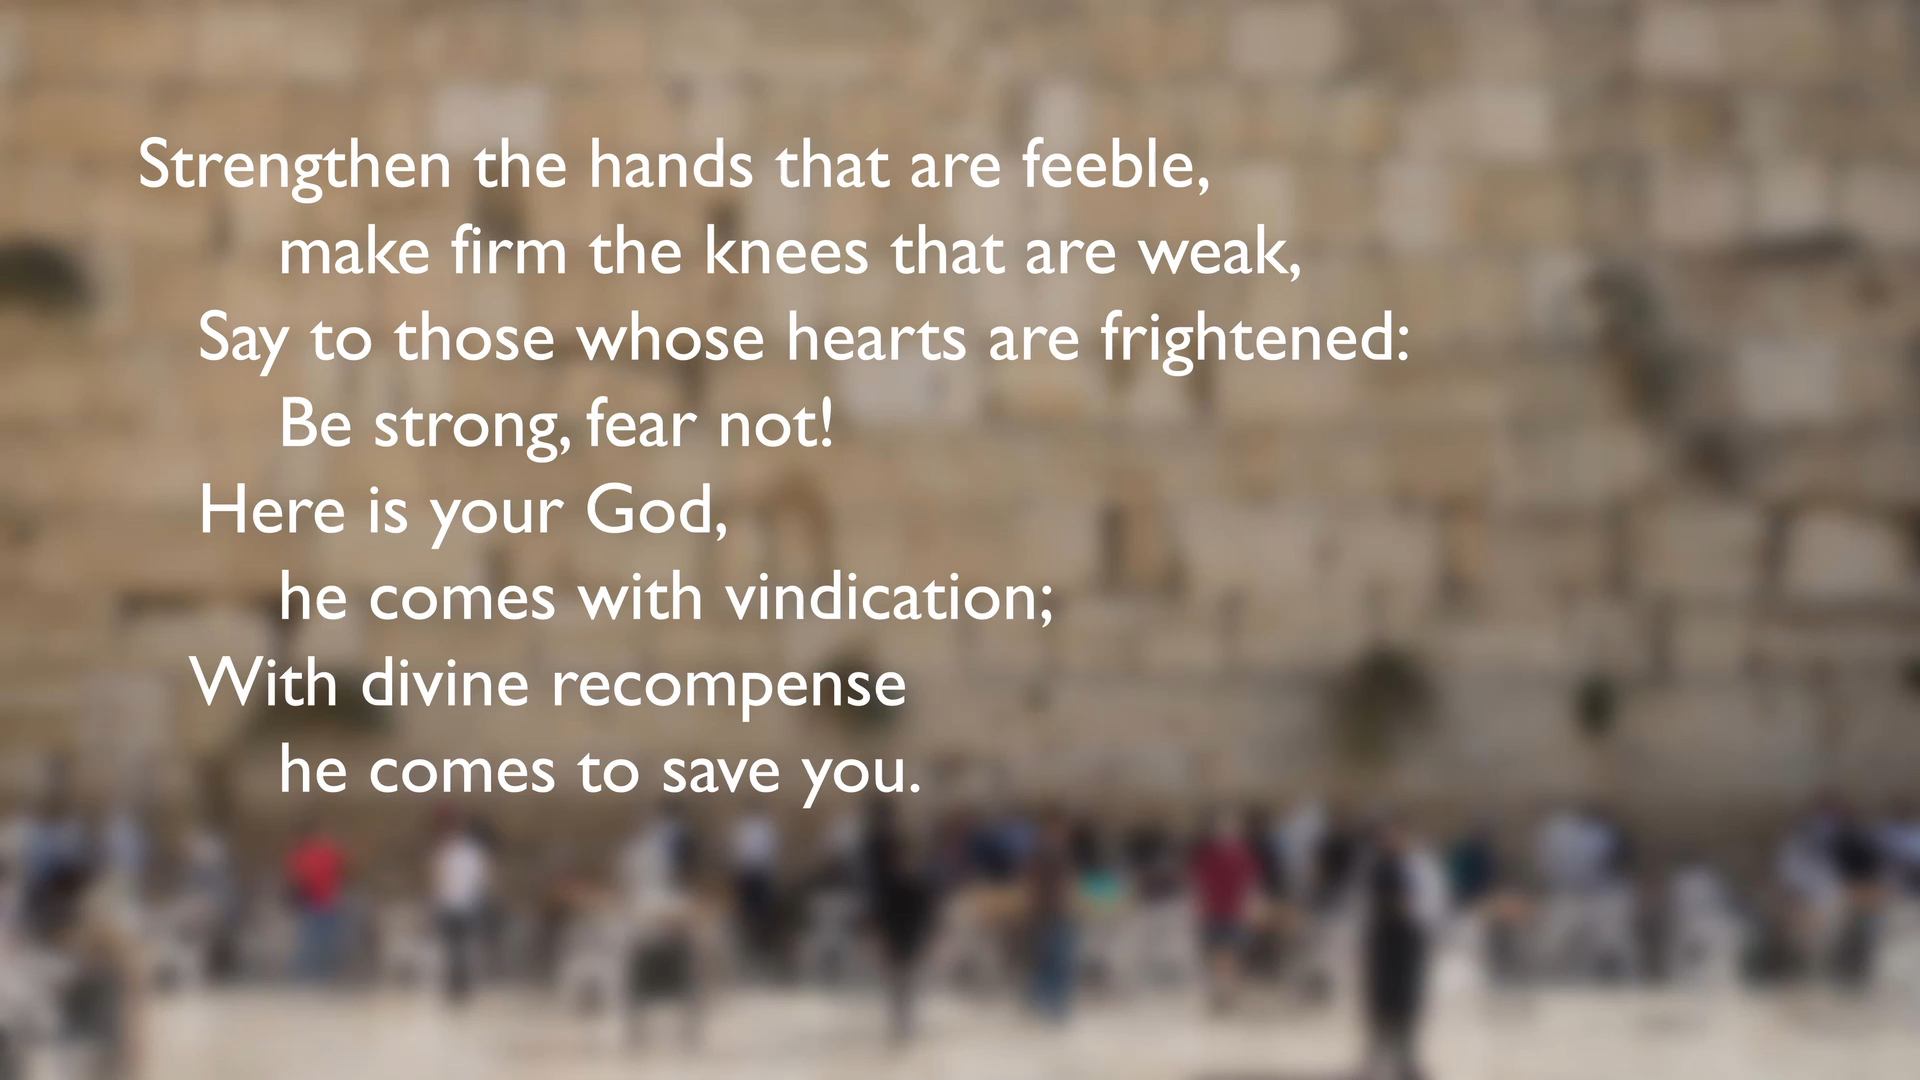 Strengthen the hands that are feeble,
make firm the knees that are weak,
Say to those whose hearts are frightened:
Be strong, fear not!
Here is your God,
he comes with vindication;
With divine recompense
he comes to save you.